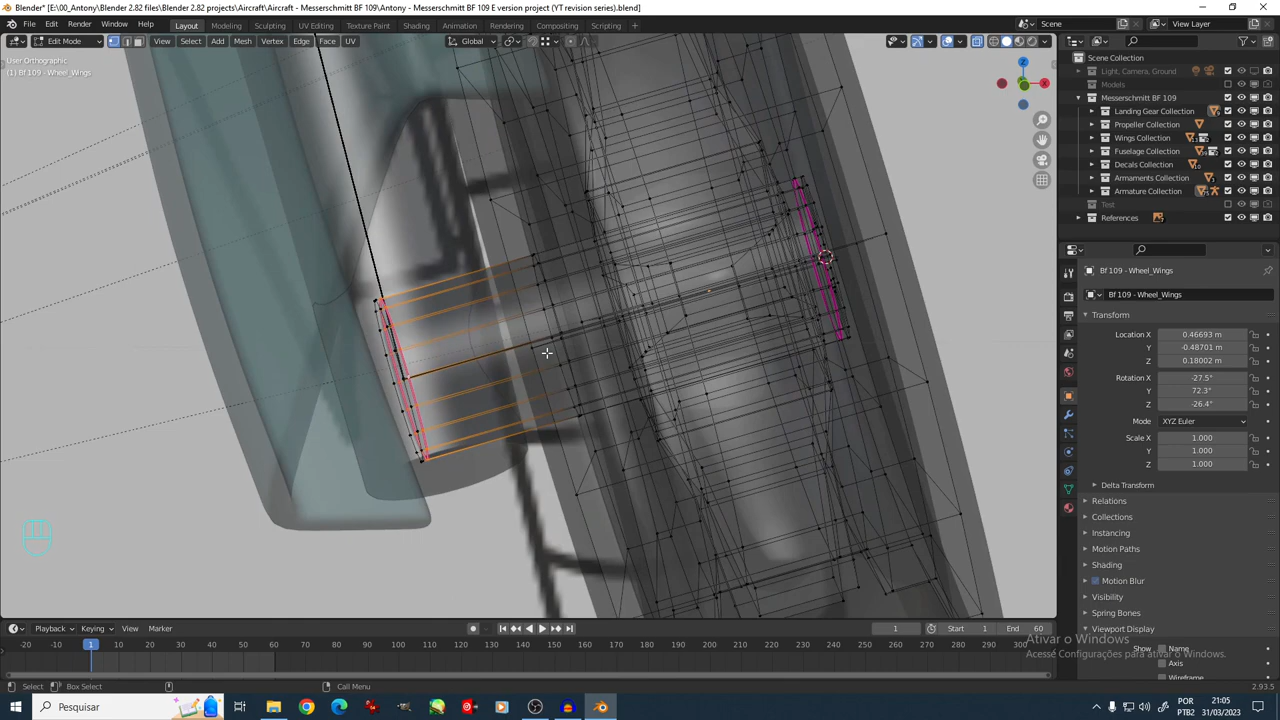 Blender* [E:\00_Antony\Blender 2.82 files\Blender 2.82 projects\Aircraft\Aircraft - Messerschmitt BF 109\Antony - Messerschmitt BF 109 E version project (YT revision series).blend]
File Edit Render Window Help Layout Modeling Sculpting UV Editing Texture Paint Shading Animation Rendering Compositing Scripting + Scene View Layer
Edit Mode View Select Add Mesh Vertex Edge Face UV Global
User Orthographic
(1) Bf 109 - Wheel_Wings
Z
X
Scene Collection
Light, Camera, Ground
Models
Messerschmitt BF 109
Landing Gear Collection
Propeller Collection
Wings Collection
Fuselage Collection
Decals Collection
Armaments Collection
Armature Collection
Test
References
Bf 109 - Wheel_Wings
Bf 109 - Wheel_Wings
Transform
Location X 0.46693 m
Y -0.48701 m
Z 0.18002 m
Rotation X -27.5°
Y 72.3°
Z -26.4°
Mode XYZ Euler
Scale X 1.000
Y 1.000
Z 1.000
Delta Transform
Relations
Collections
Instancing
Motion Paths
Shading
Motion Blur
Visibility
Spring Bones
Viewport Display
Show Name
Axis
Wireframe
Playback Keying View Marker 1 Start 1 End 60
-20 -10 1 10 20 30 40 50 60 70 80 90 100 110 120 130 140 150 160 170 180 190 200 210 220 230 240 250 260 270 280 290 300
Ativar o Windows
Acesse Configurações para ativar o Windows.
Select Box Select Call Menu 2.93.5
Pesquisar
POR
PTB2
21:05
31/03/2023